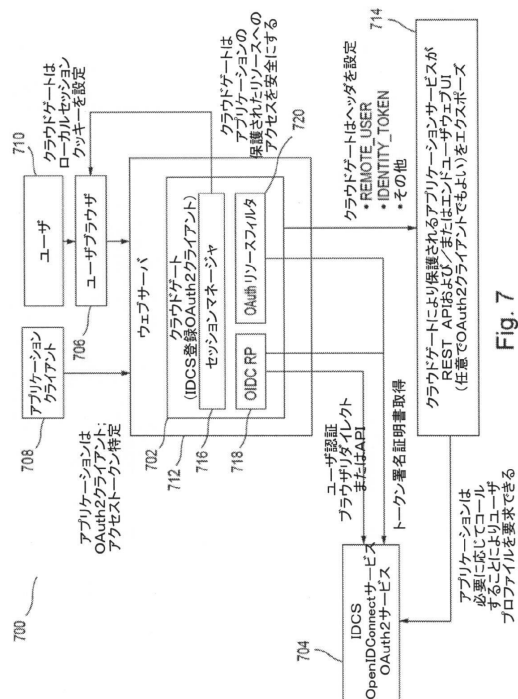 700
708
アプリケーション
クライアント
アプリケーションは
OAuth2クライアント;
アクセストークン特定
710
ユーザ
ユーザブラウザ
706
クラウドゲートは
ローカルセッション
クッキーを設定
クラウドゲートは
アプリケーションの
保護されたリソースへの
アクセスを安全にする
ウェブサーバ
クラウドゲート
(IDCS登録OAuth2クライアント)
セッションマネージャ
OIDC RP
OAuthリソースフィルタ
702
712
716
718
720
ユーザ認証
ブラウザリダイレクト
またはAPI
トークン署名証明書取得
クラウドゲートはヘッダを設定
* REMOTE_USER
* IDENTITY_TOKEN
* その他
704
IDCS
OpenIDConnectサービス
OAuth2サービス
714
クラウドゲートにより保護されるアプリケーションサービスが
REST APIおよび/またはエンドユーザウェブUI
(任意でOAuth2クライアントでもよい)をエクスポーズ
アプリケーションは
必要に応じてコール
することによりユーザ
プロファイルを要求できる
Fig. 7